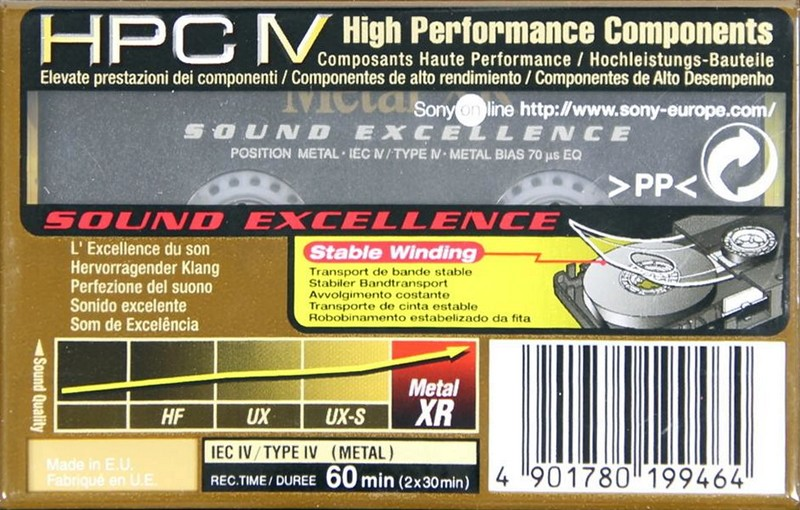 HPC IV High Performance Components
Composants Haute Performance / Hochleistungs-Bauteile
Elevate prestazioni dei componenti / Componentes de alto rendimiento / Componentes de Alto Desempenho
Metal XR
Sony on line http://www.sony-europe.com/
SOUND EXCELLENCE
POSITION METAL · IEC IV / TYPE IV · METAL BIAS 70 µs EQ
>PP<
SOUND EXCELLENCE
L' Excellence du son
Hervorragender Klang
Perfezione del suono
Sonido excelente
Som de Excelência
Stable Winding
Transport de bande stable
Stabiler Bandtransport
Avvolgimento costante
Transporte de cinta estable
Robobinamento estabelizado da fita
Sound Quality
HF UX UX-S Metal XR
Made in E.U.
Fabriqué en U.E.
IEC IV / TYPE IV (METAL)
REC.TIME / DUREE 60 min (2x30min)
4 901780 199464